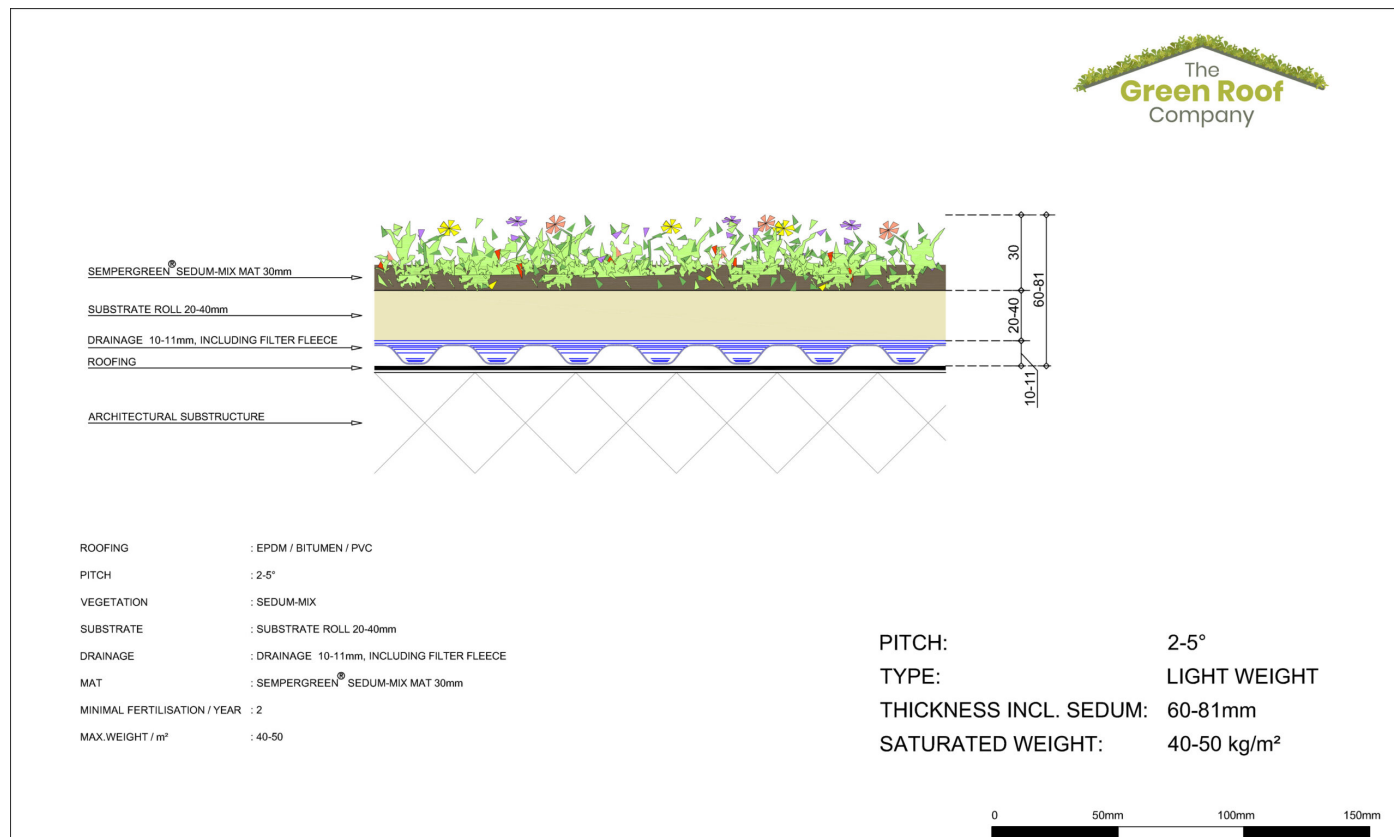 The
Green Roof
Company
SEMPERGREEN® SEDUM-MIX MAT 30mm
SUBSTRATE ROLL 20-40mm
DRAINAGE 10-11mm, INCLUDING FILTER FLEECE
ROOFING
ARCHITECTURAL SUBSTRUCTURE
30
20-40
60-81
10-11
ROOFING : EPDM / BITUMEN / PVC
PITCH : 2-5°
VEGETATION : SEDUM-MIX
SUBSTRATE : SUBSTRATE ROLL 20-40mm
DRAINAGE : DRAINAGE 10-11mm, INCLUDING FILTER FLEECE
MAT : SEMPERGREEN® SEDUM-MIX MAT 30mm
MINIMAL FERTILISATION / YEAR : 2
MAX.WEIGHT / m² : 40-50
PITCH: 2-5°
TYPE: LIGHT WEIGHT
THICKNESS INCL. SEDUM: 60-81mm
SATURATED WEIGHT: 40-50 kg/m²
0 50mm 100mm 150mm